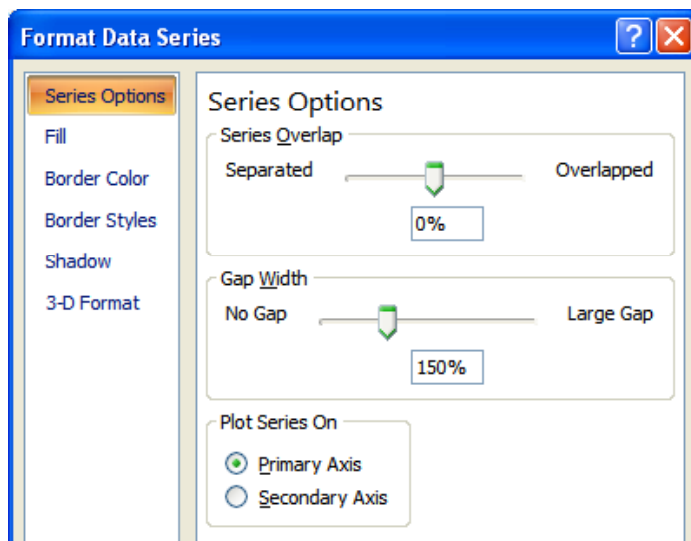 Format Data Series
?
Series Options
Fill
Border Color
Border Styles
Shadow
3-D Format
Series Options
Series Overlap
Separated Overlapped
0%
Gap Width
No Gap Large Gap
150%
Plot Series On
Primary Axis
Secondary Axis